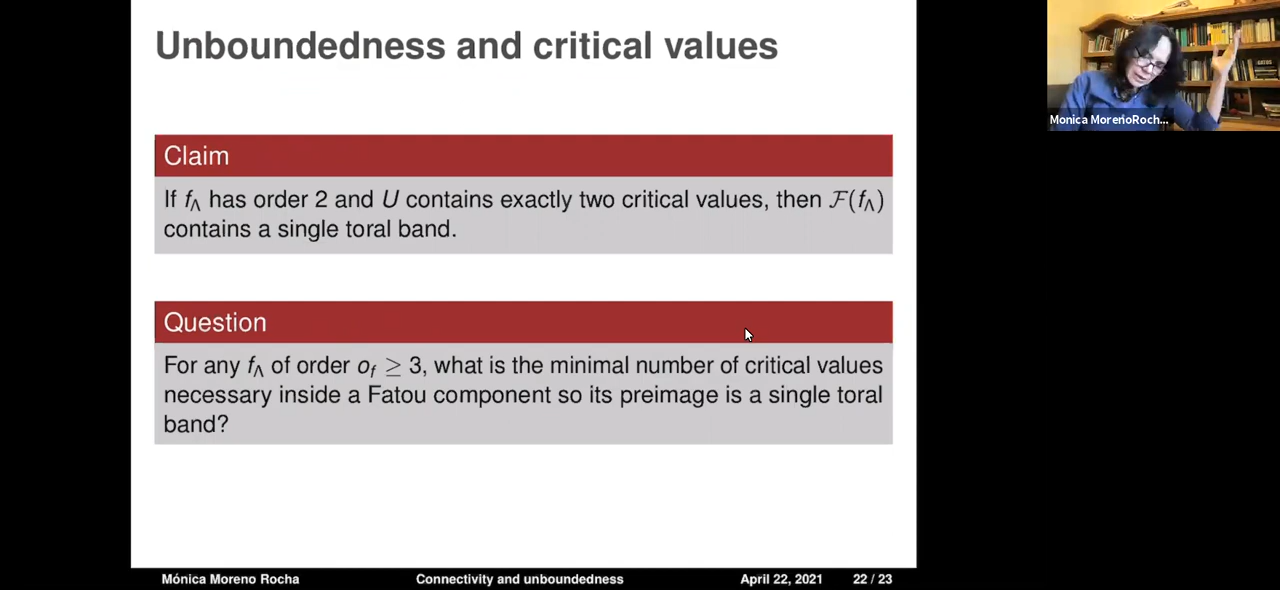 Unboundedness and critical values
Monica MorenoRoch...
Claim
If f_Λ has order 2 and U contains exactly two critical values, then ℱ(f_Λ)
contains a single toral band.
Question
For any f_Λ of order o_f ≥ 3, what is the minimal number of critical values
necessary inside a Fatou component so its preimage is a single toral
band?
Mónica Moreno Rocha Connectivity and unboundedness April 22, 2021 22 / 23